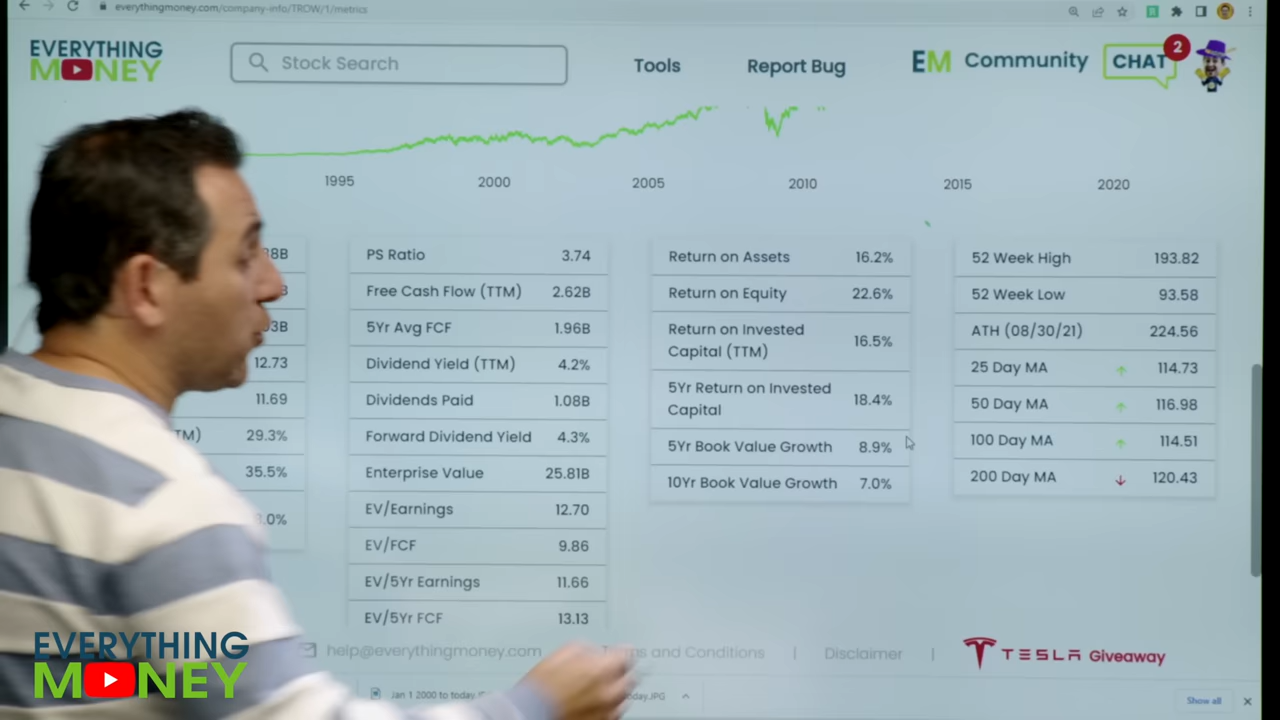 everythingmoney.com/company-info/TROW/1/metrics
EVERYTHING
MONEY
Stock Search
Tools
Report Bug
EM Community
CHAT
2
1995
2000
2005
2010
2015
2020
12.73
11.69
29.3%
35.5%
PS Ratio 3.74
Free Cash Flow (TTM) 2.62B
5Yr Avg FCF 1.96B
Dividend Yield (TTM) 4.2%
Dividends Paid 1.08B
Forward Dividend Yield 4.3%
Enterprise Value 25.81B
EV/Earnings 12.70
EV/FCF 9.86
EV/5Yr Earnings 11.66
EV/5Yr FCF 13.13
Return on Assets 16.2%
Return on Equity 22.6%
Return on Invested
Capital (TTM) 16.5%
5Yr Return on Invested
Capital 18.4%
5Yr Book Value Growth 8.9%
10Yr Book Value Growth 7.0%
52 Week High 193.82
52 Week Low 93.58
ATH (08/30/21) 224.56
25 Day MA 114.73
50 Day MA 116.98
100 Day MA 114.51
200 Day MA 120.43
help@everythingmoney.com
Terms and Conditions
Disclaimer
TESLA Giveaway
Jan 1 2000 to today
Show all
EVERYTHING
MONEY